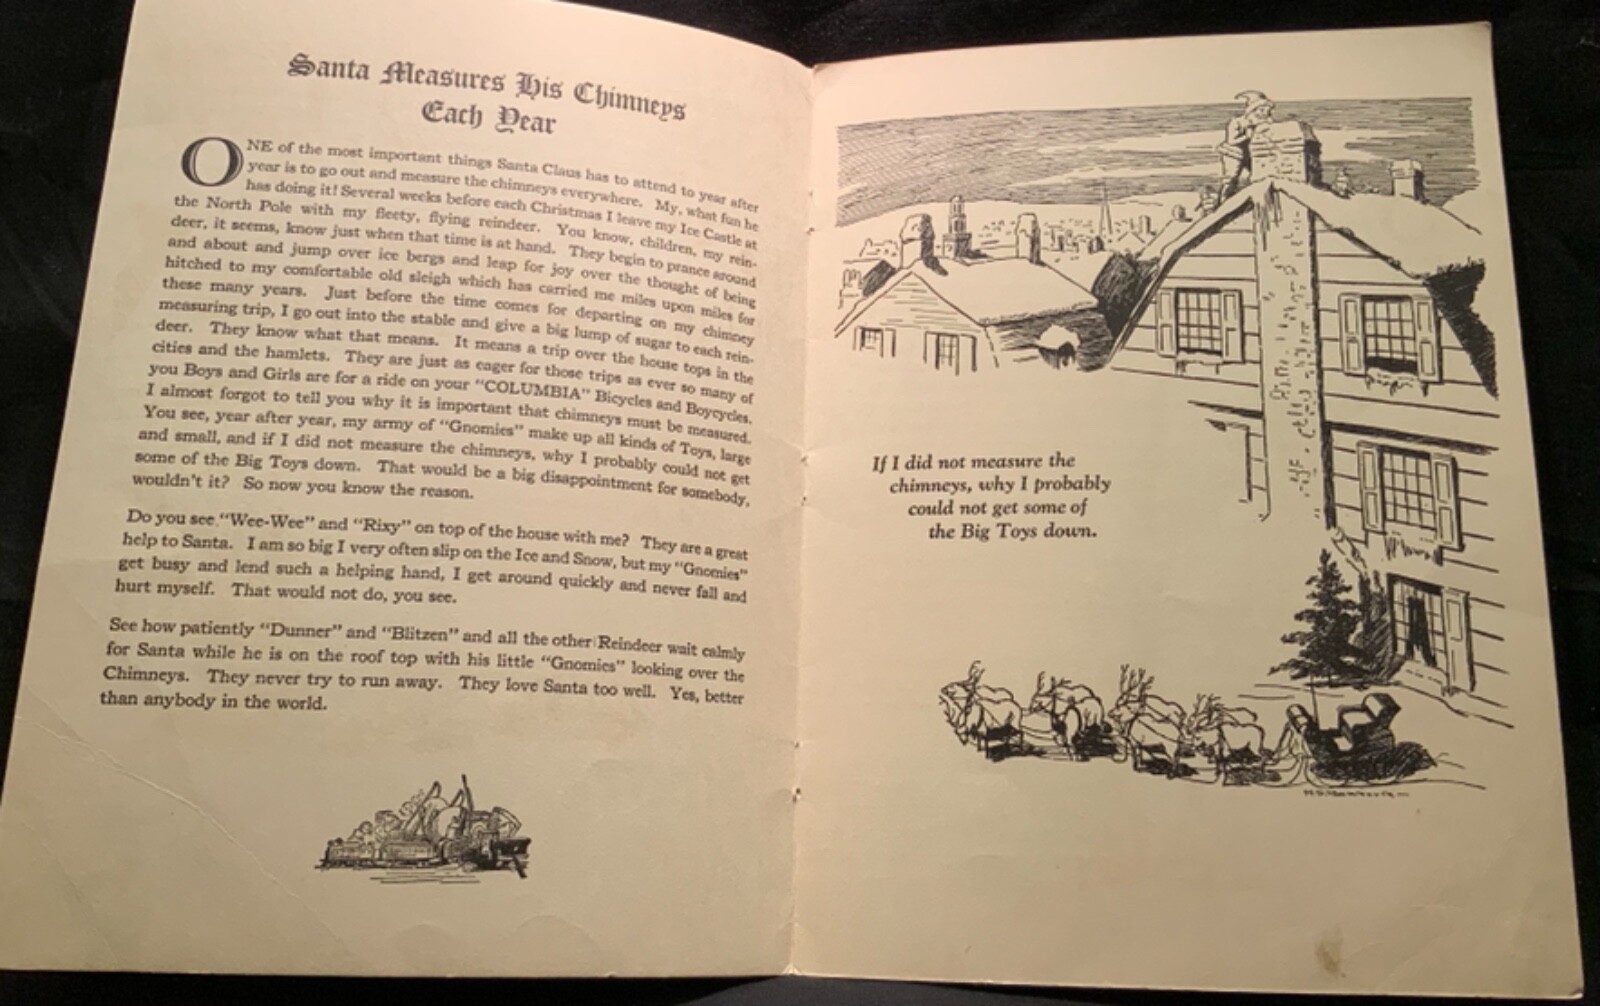 Santa Measures His Chimneys
Each Year
ONE of the most important things Santa Claus has to attend to year after
year is to go out and measure the chimneys everywhere. My, what fun he
has doing it! Several weeks before each Christmas I leave my Ice Castle at
the North Pole with my fleety, flying reindeer. You know, children, my rein-
deer, it seems, know just when that time is at hand. They begin to prance around
and about and jump over ice bergs and leap for joy over the thought of being
hitched to my comfortable old sleigh which has carried me miles upon miles for
these many years. Just before the time comes for departing on my chimney
measuring trip, I go out into the stable and give a big lump of sugar to each rein-
deer. They know what that means. It means a trip over the house tops in the
cities and the hamlets. They are just as eager for those trips as ever so many of
you Boys and Girls are for a ride on your "COLUMBIA" Bicycles and Boycycles.
I almost forgot to tell you why it is important that chimneys must be measured.
You see, year after year, my army of "Gnomies" make up all kinds of Toys, large
and small, and if I did not measure the chimneys, why I probably could not get
some of the Big Toys down. That would be a big disappointment for somebody,
wouldn't it? So now you know the reason.
Do you see "Wee-Wee" and "Rixy" on top of the house with me? They are a great
help to Santa. I am so big I very often slip on the Ice and Snow, but my "Gnomies"
get busy and lend such a helping hand, I get around quickly and never fall and
hurt myself. That would not do, you see.
See how patiently "Dunner" and "Blitzen" and all the other Reindeer wait calmly
for Santa while he is on the roof top with his little "Gnomies" looking over the
Chimneys. They never try to run away. They love Santa too well. Yes, better
than anybody in the world.
If I did not measure the
chimneys, why I probably
could not get some of
the Big Toys down.